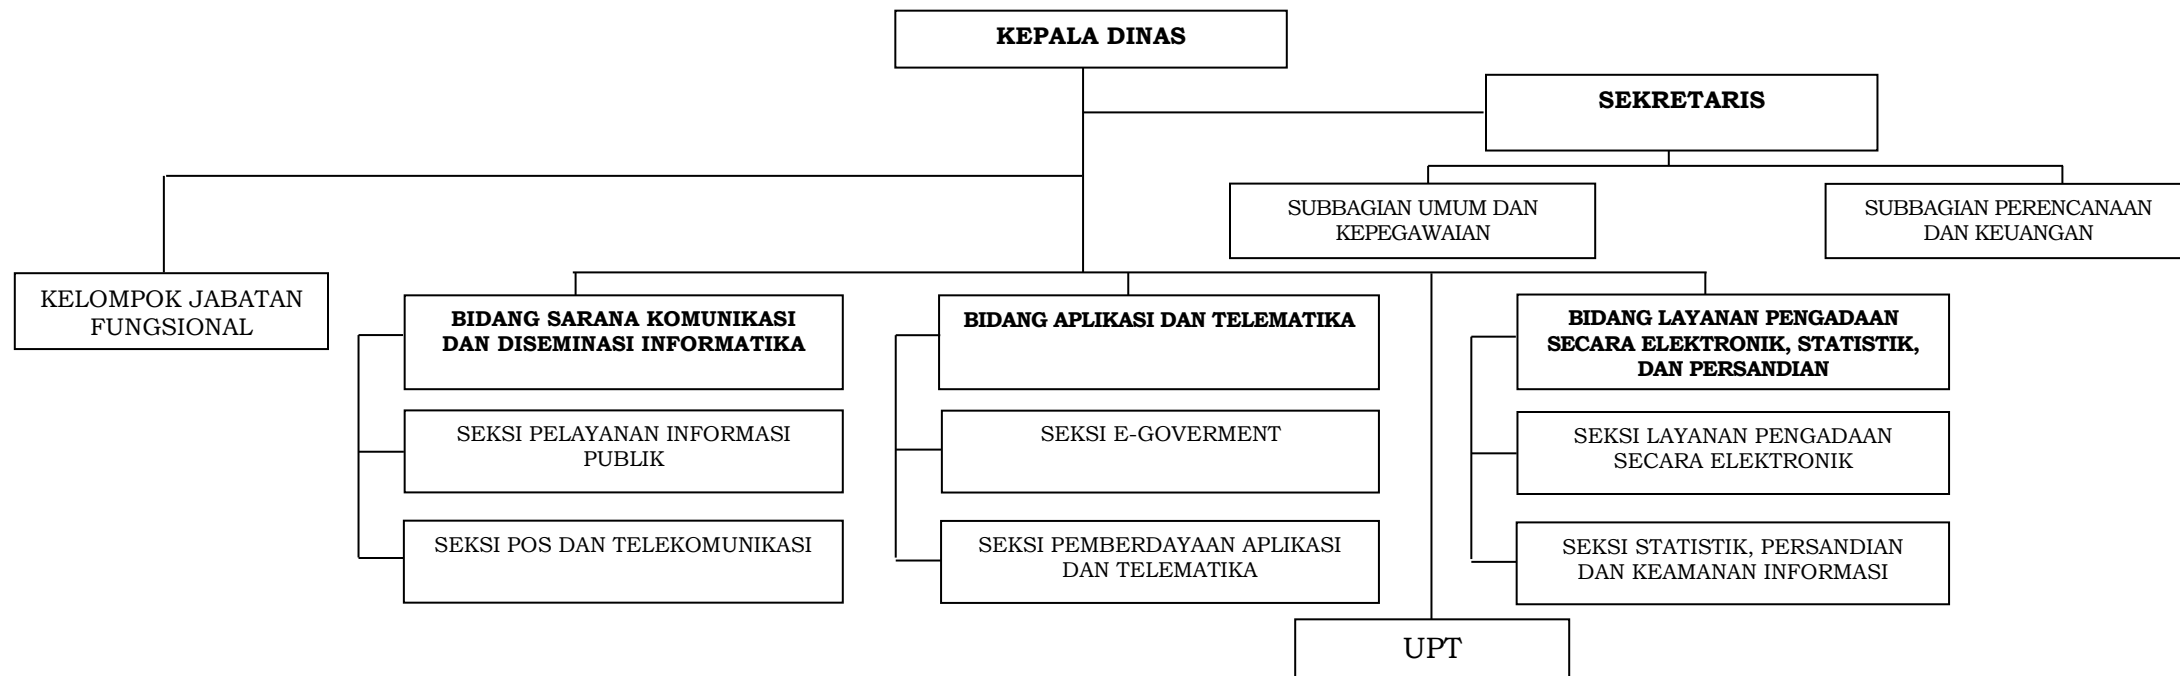 KEPALA DINAS
SEKRETARIS
SUBBAGIAN UMUM DAN
KEPEGAWAIAN
SUBBAGIAN PERENCANAAN
DAN KEUANGAN
KELOMPOK JABATAN
FUNGSIONAL
BIDANG SARANA KOMUNIKASI
DAN DISEMINASI INFORMATIKA
BIDANG APLIKASI DAN TELEMATIKA
BIDANG LAYANAN PENGADAAN
SECARA ELEKTRONIK, STATISTIK,
DAN PERSANDIAN
SEKSI PELAYANAN INFORMASI
PUBLIK
SEKSI E-GOVERMENT
SEKSI LAYANAN PENGADAAN
SECARA ELEKTRONIK
SEKSI POS DAN TELEKOMUNIKASI
SEKSI PEMBERDAYAAN APLIKASI
DAN TELEMATIKA
SEKSI STATISTIK, PERSANDIAN
DAN KEAMANAN INFORMASI
UPT